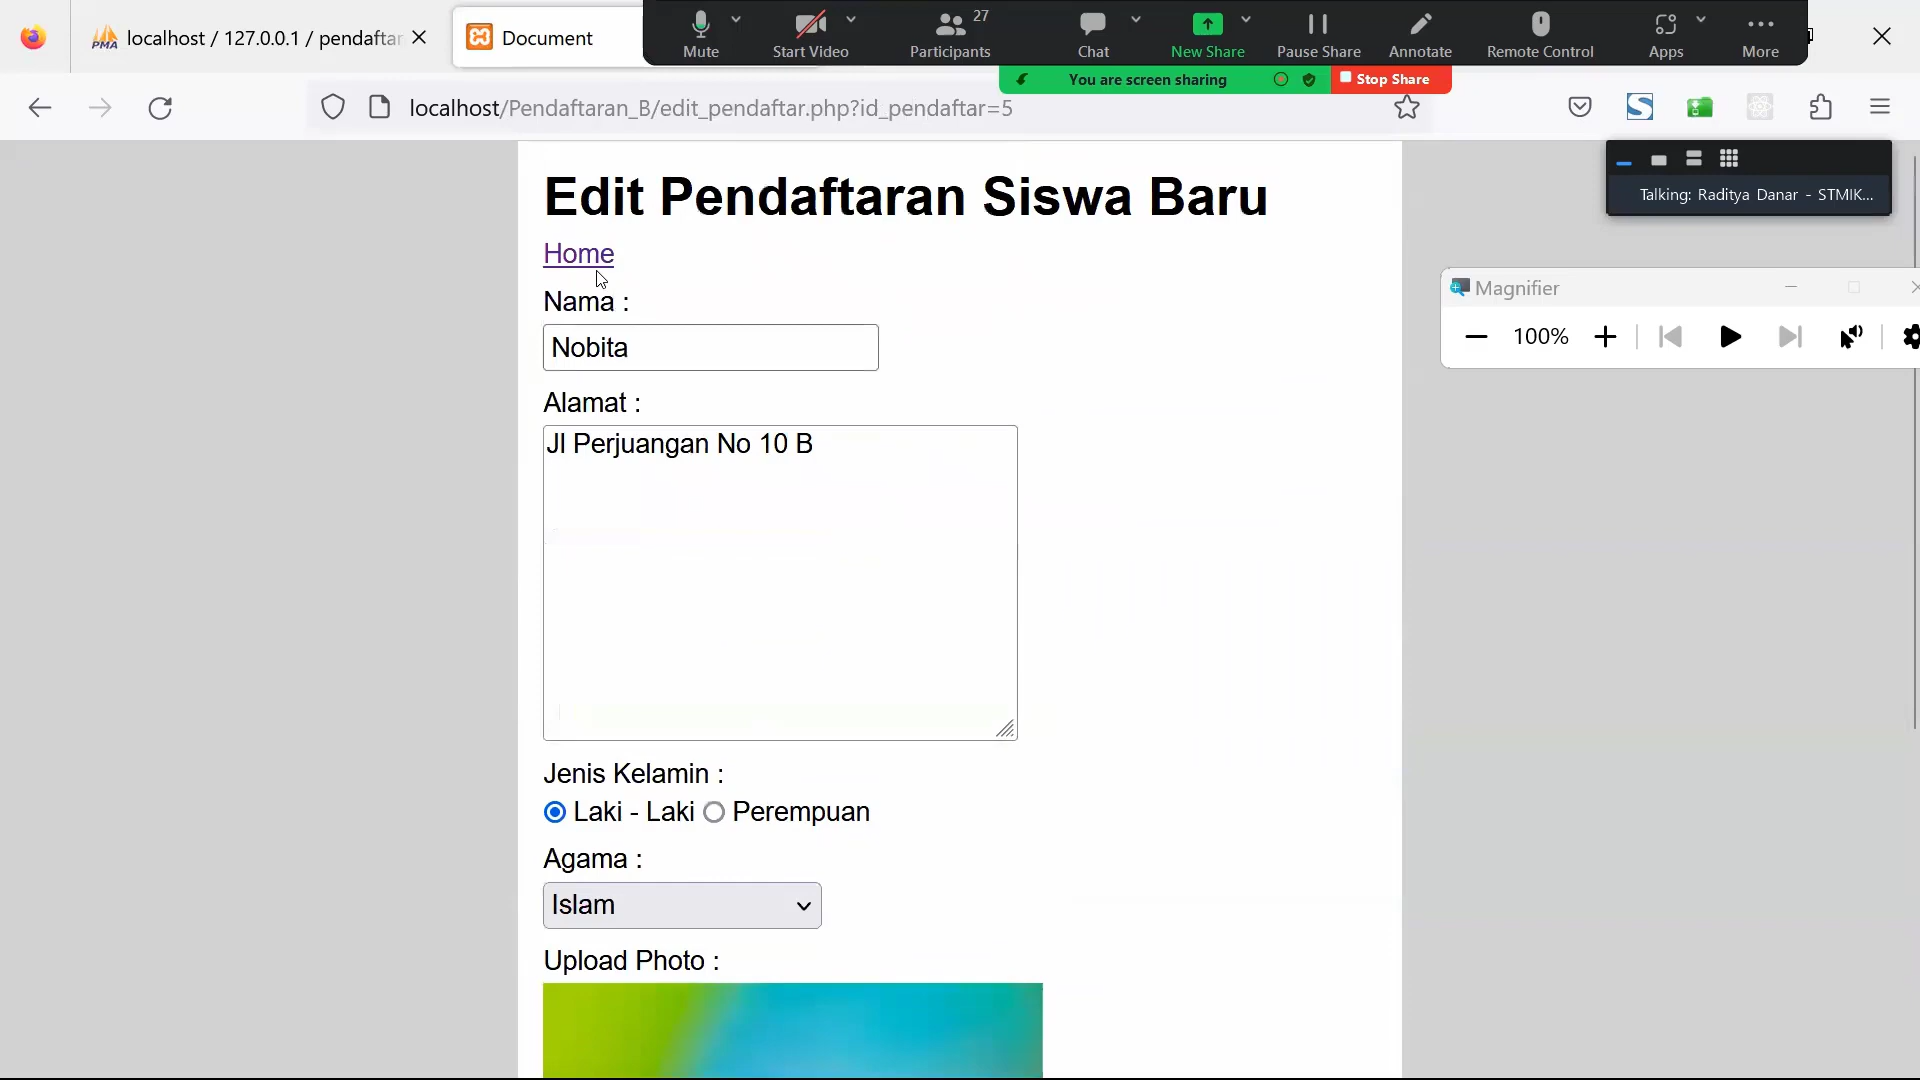 localhost / 127.0.0.1 / pendaftar
Document
27
Mute
Start Video
Participants
Chat
New Share
Pause Share
Annotate
Remote Control
Apps
More
You are screen sharing
Stop Share
localhost/Pendaftaran_B/edit_pendaftar.php?id_pendaftar=5
Talking: Raditya Danar - STMIK...
Magnifier
100%
Edit Pendaftaran Siswa Baru
Home
Nama :
Nobita
Alamat :
Jl Perjuangan No 10 B
Jenis Kelamin :
Laki - Laki Perempuan
Agama :
Islam
Upload Photo :